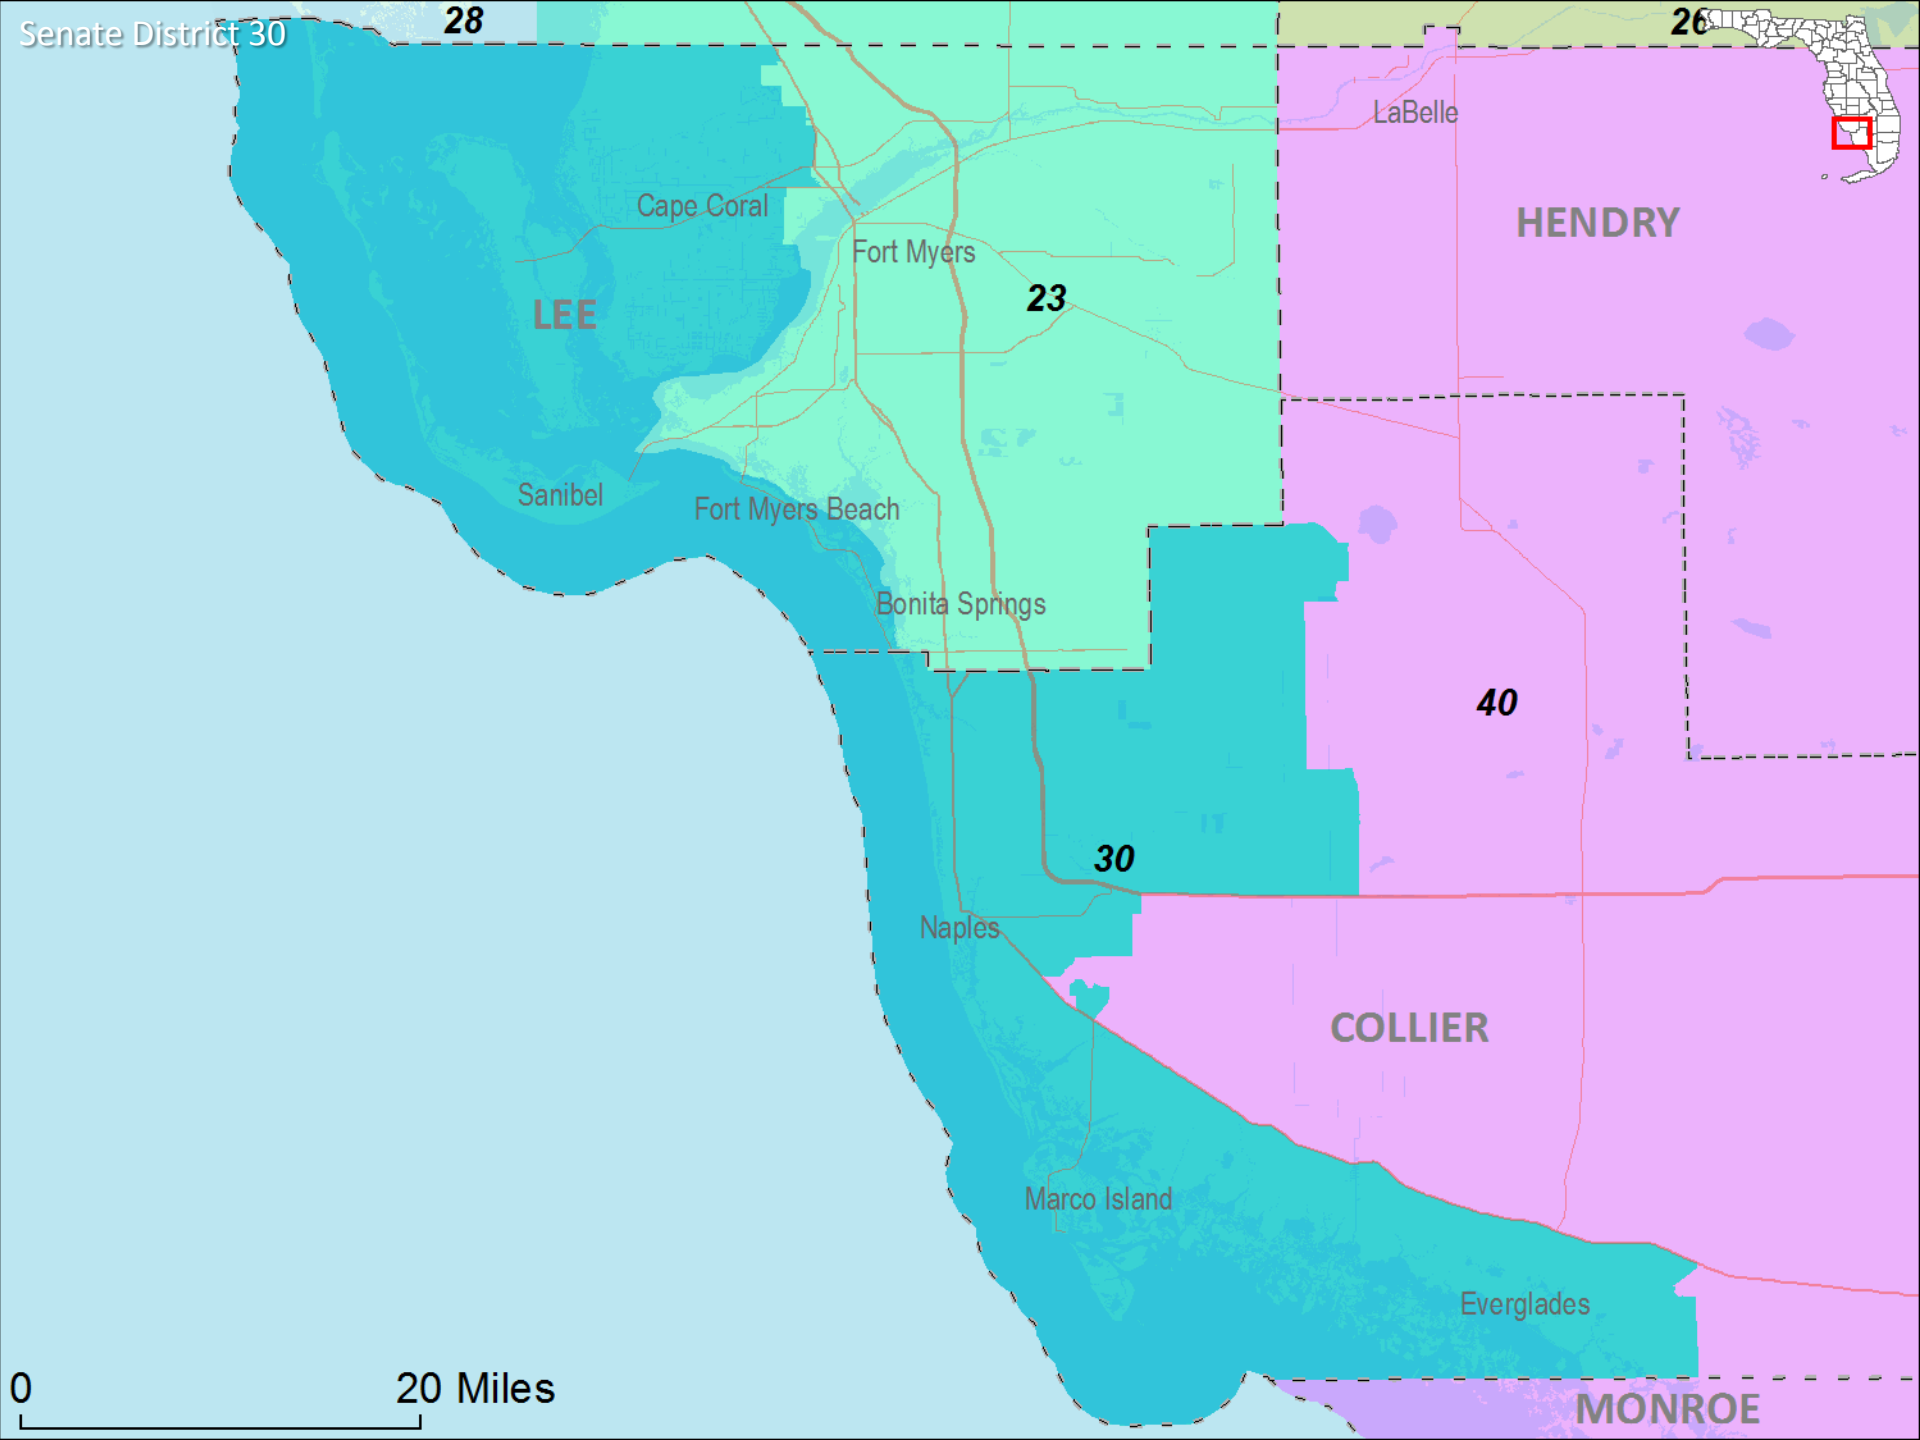 Senate District 30
28
26
LaBelle
HENDRY
Cape Coral
Fort Myers
23
LEE
Sanibel
Fort Myers Beach
Bonita Springs
40
30
Naples
COLLIER
Marco Island
Everglades
0
20 Miles
MONROE